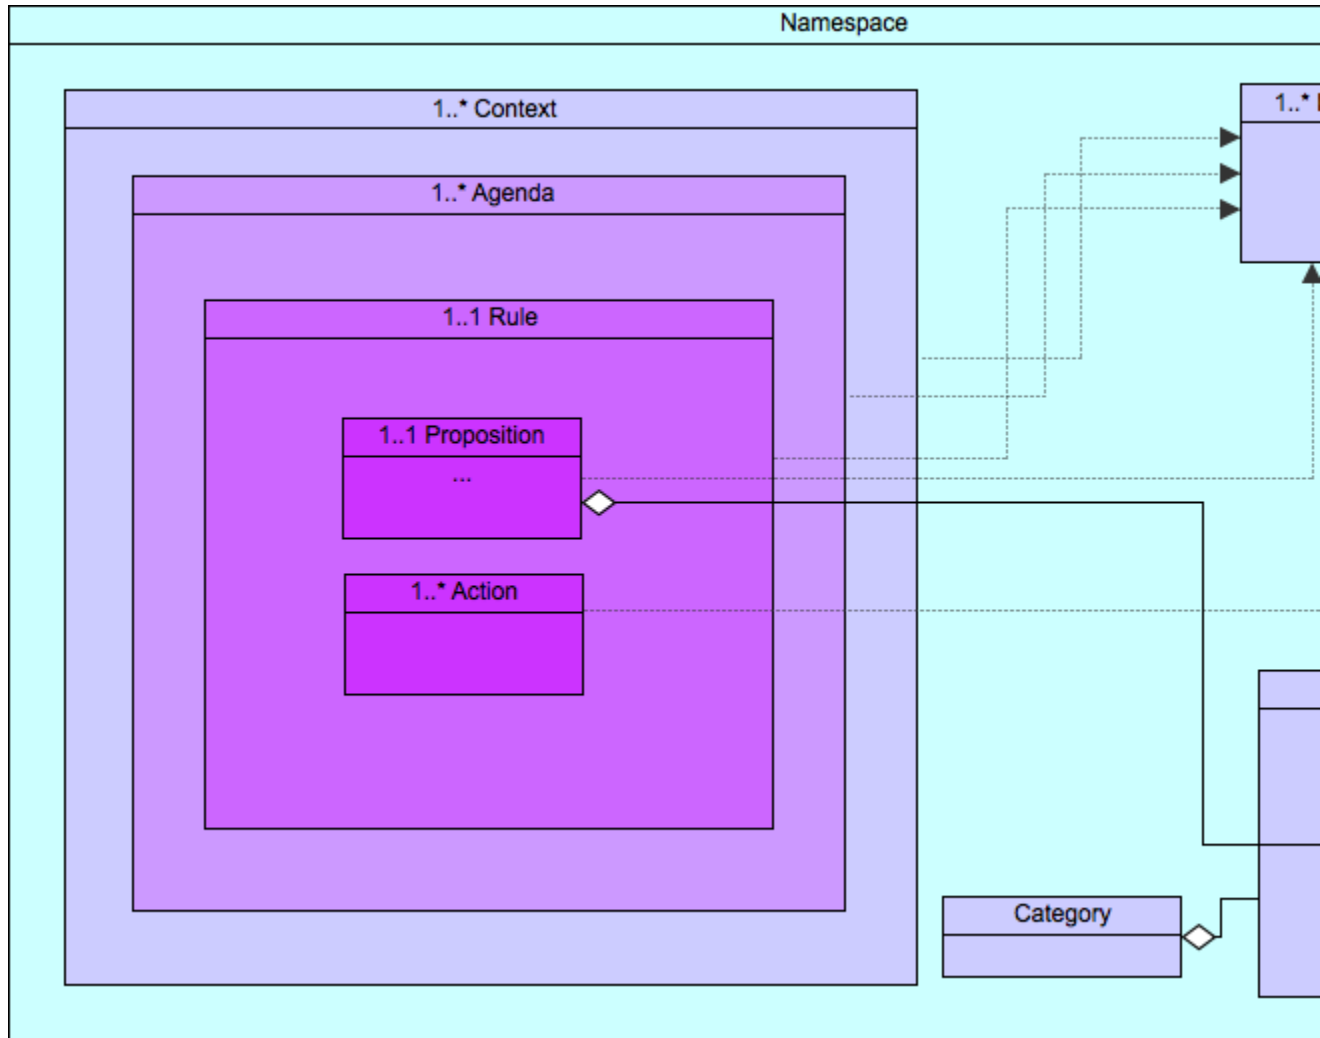 Namespace
1..* Context
1..*
1..* Agenda
1..1 Rule
1..1 Proposition
...
1..* Action
Category